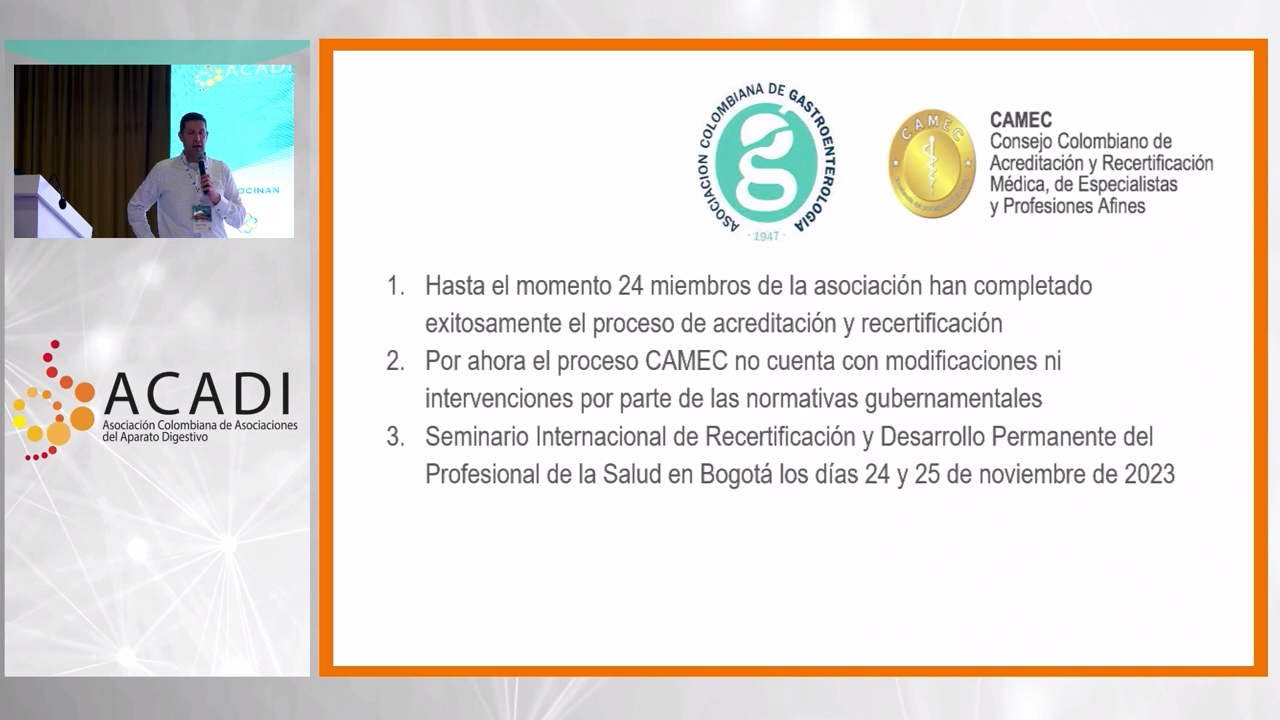 ACADI
OCINAN
ACADI
Asociación Colombiana de Asociaciones
del Aparato Digestivo
ASOCIACION COLOMBIANA DE GASTROENTEROLOGIA
- 1947 -
CAMEC
CAMEC
Consejo Colombiano de
Acreditación y Recertificación
Médica, de Especialistas
y Profesiones Afines
1. Hasta el momento 24 miembros de la asociación han completado
exitosamente el proceso de acreditación y recertificación
2. Por ahora el proceso CAMEC no cuenta con modificaciones ni
intervenciones por parte de las normativas gubernamentales
3. Seminario Internacional de Recertificación y Desarrollo Permanente del
Profesional de la Salud en Bogotá los días 24 y 25 de noviembre de 2023